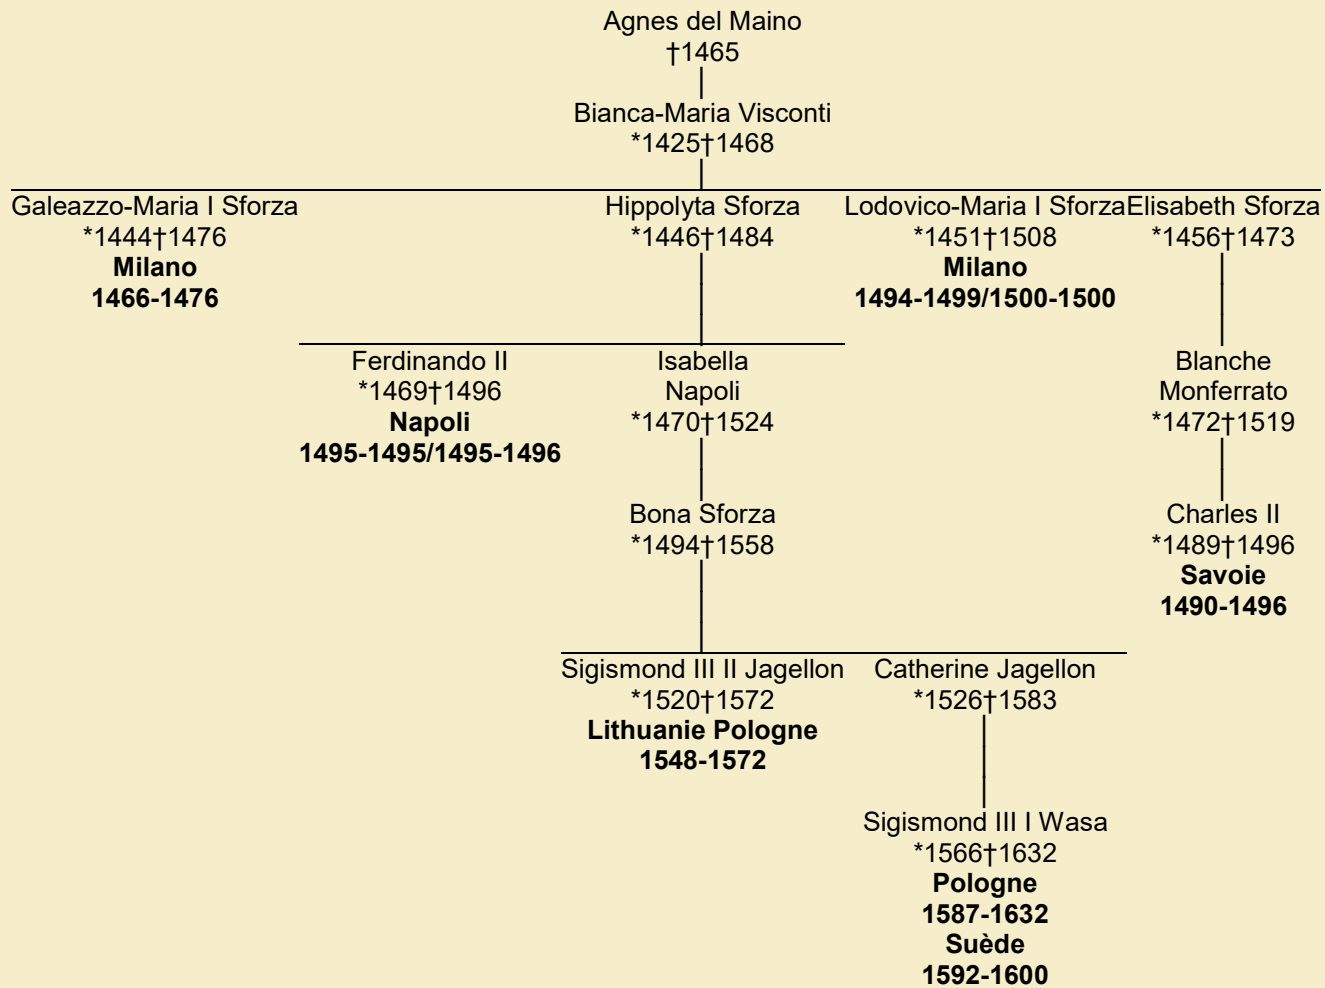 Agnes del Maino
†1465
Bianca-Maria Visconti
*1425†1468
Galeazzo-Maria I Sforza
*1444†1476
Milano
1466-1476
Hippolyta Sforza
*1446†1484
Lodovico-Maria I Sforza
*1451†1508
Milano
1494-1499/1500-1500
Elisabeth Sforza
*1456†1473
Ferdinando II
*1469†1496
Napoli
1495-1495/1495-1496
Isabella
Napoli
*1470†1524
Blanche
Monferrato
*1472†1519
Bona Sforza
*1494†1558
Charles II
*1489†1496
Savoie
1490-1496
Sigismond III II Jagellon
*1520†1572
Lithuanie Pologne
1548-1572
Catherine Jagellon
*1526†1583
Sigismond III I Wasa
*1566†1632
Pologne
1587-1632
Suède
1592-1600